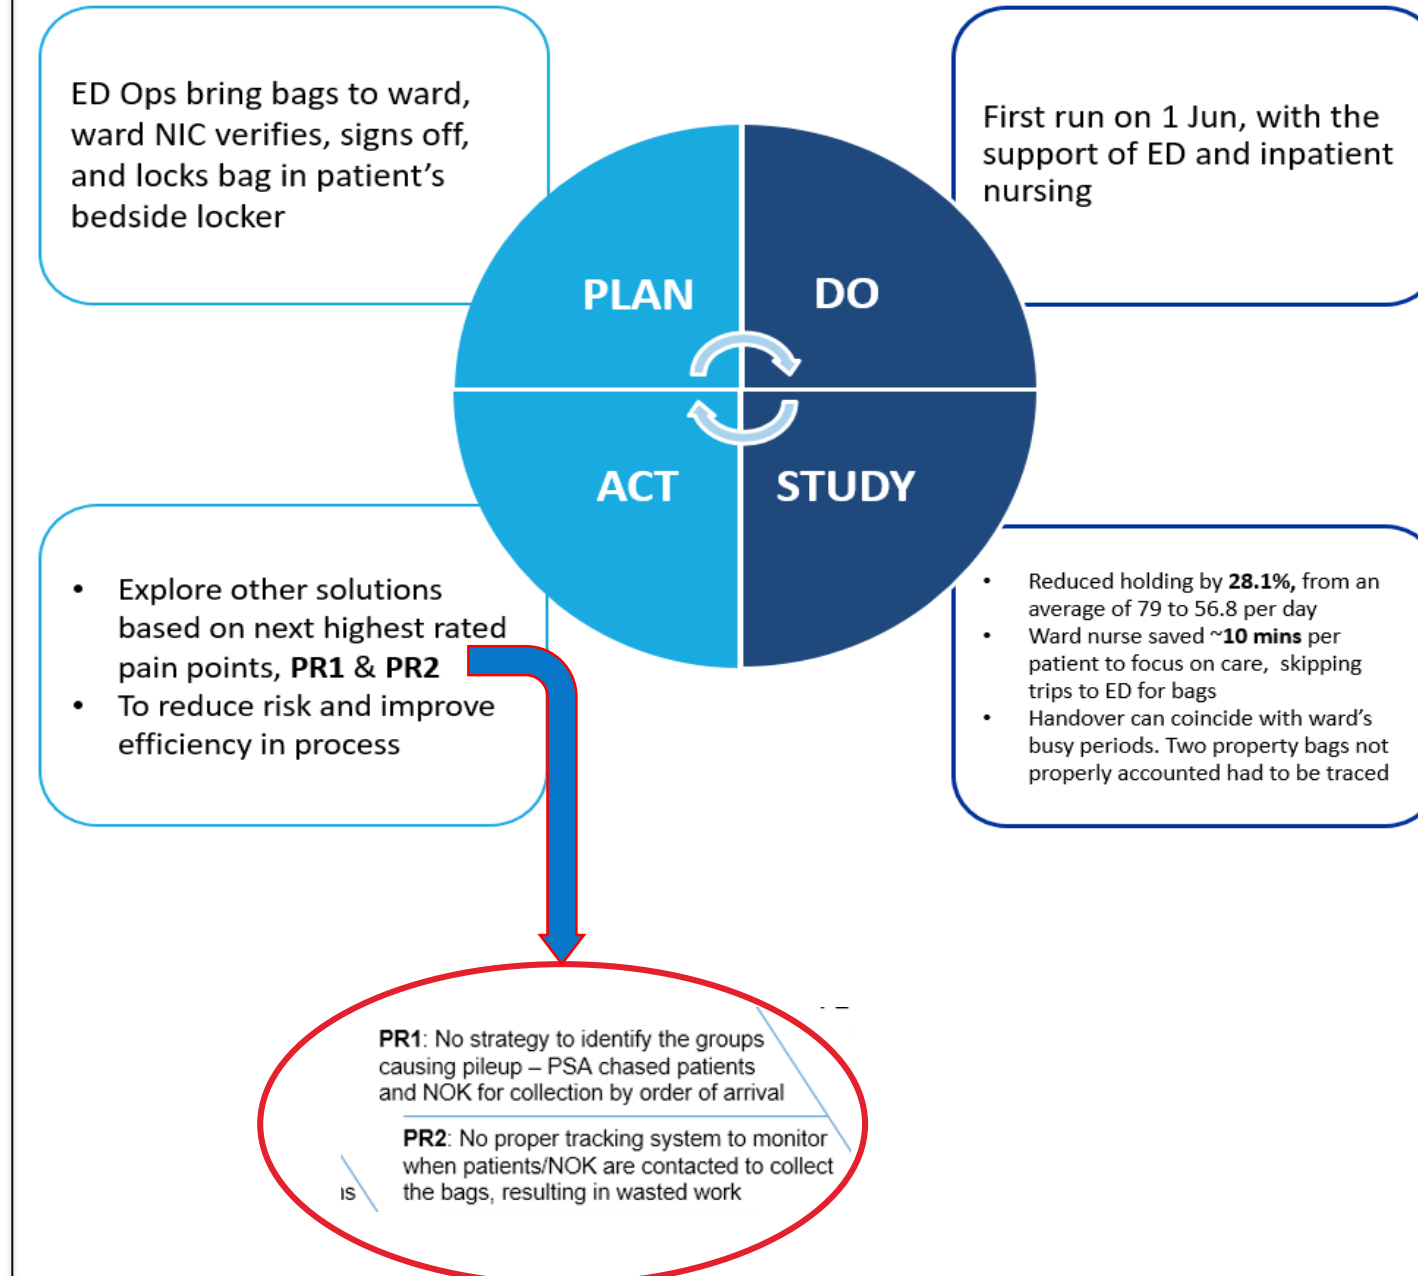 ED Ops bring bags to ward,
ward NIC verifies, signs off,
and locks bag in patient’s
bedside locker
First run on 1 Jun, with the
support of ED and inpatient
nursing
PLAN
DO
ACT
STUDY
• Explore other solutions
based on next highest rated
pain points, PR1 & PR2
• To reduce risk and improve
efficiency in process
• Reduced holding by 28.1%, from an
average of 79 to 56.8 per day
• Ward nurse saved ~10 mins per
patient to focus on care, skipping
trips to ED for bags
• Handover can coincide with ward’s
busy periods. Two property bags not
properly accounted had to be traced
PR1: No strategy to identify the groups
causing pileup – PSA chased patients
and NOK for collection by order of arrival
PR2: No proper tracking system to monitor
when patients/NOK are contacted to collect
the bags, resulting in wasted work